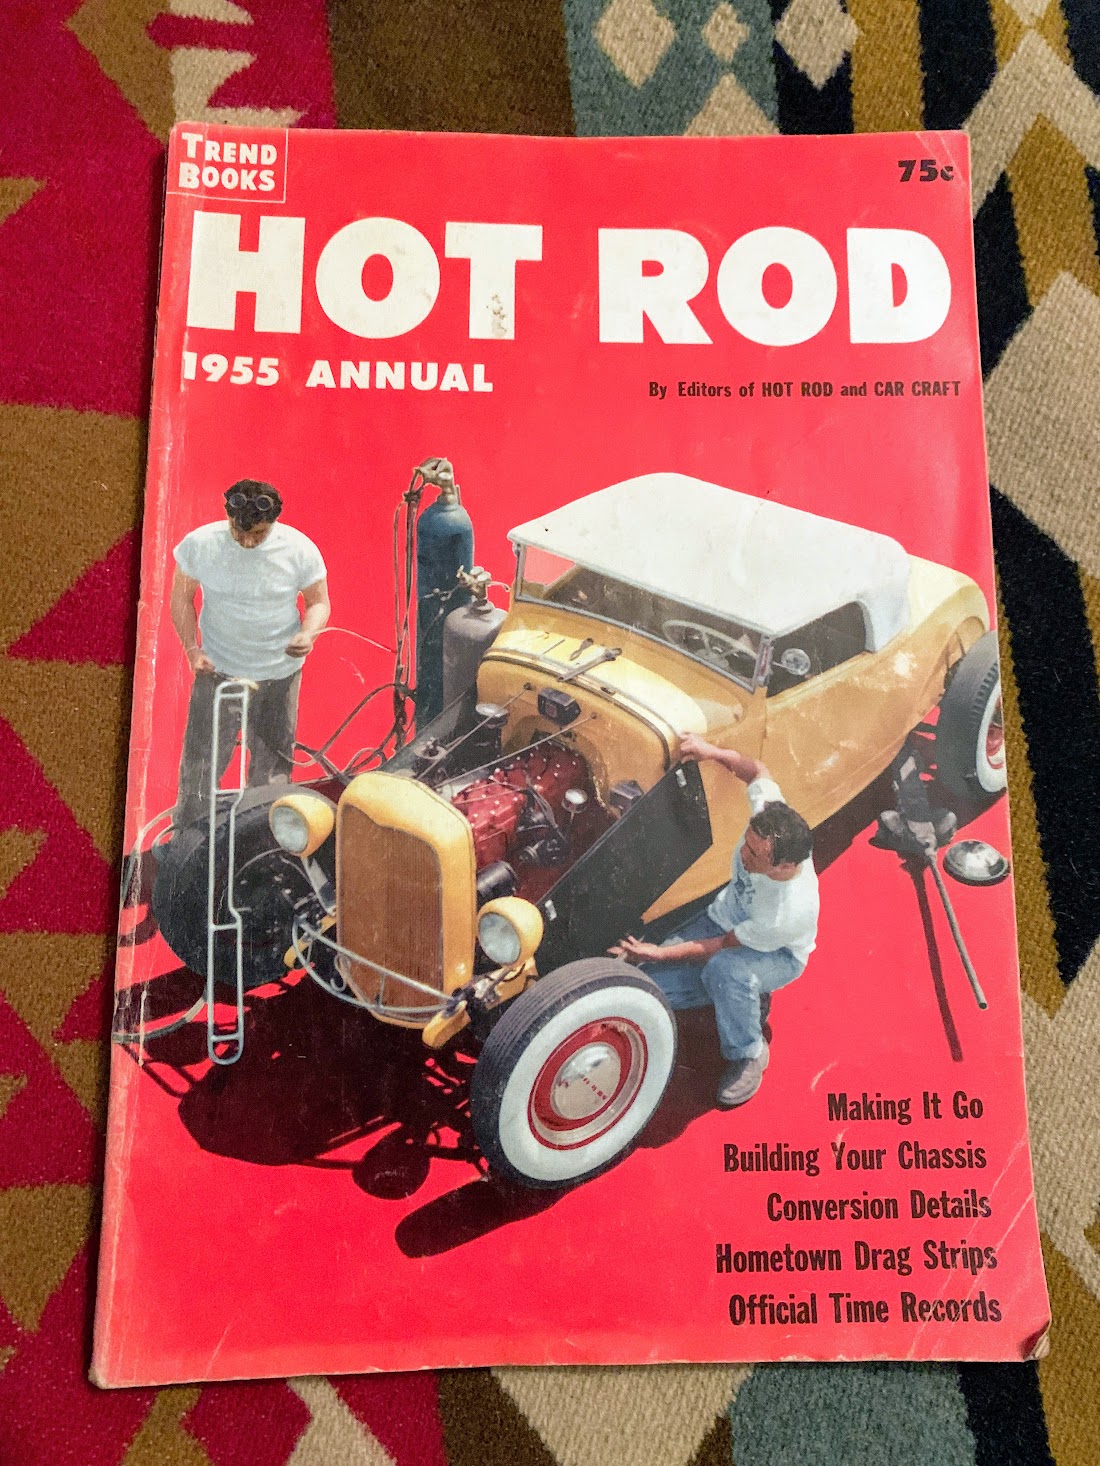 TREND
BOOKS
75c
HOT ROD
1955 ANNUAL
By Editors of HOT ROD and CAR CRAFT
Making It Go
Building Your Chassis
Conversion Details
Hometown Drag Strips
Official Time Records